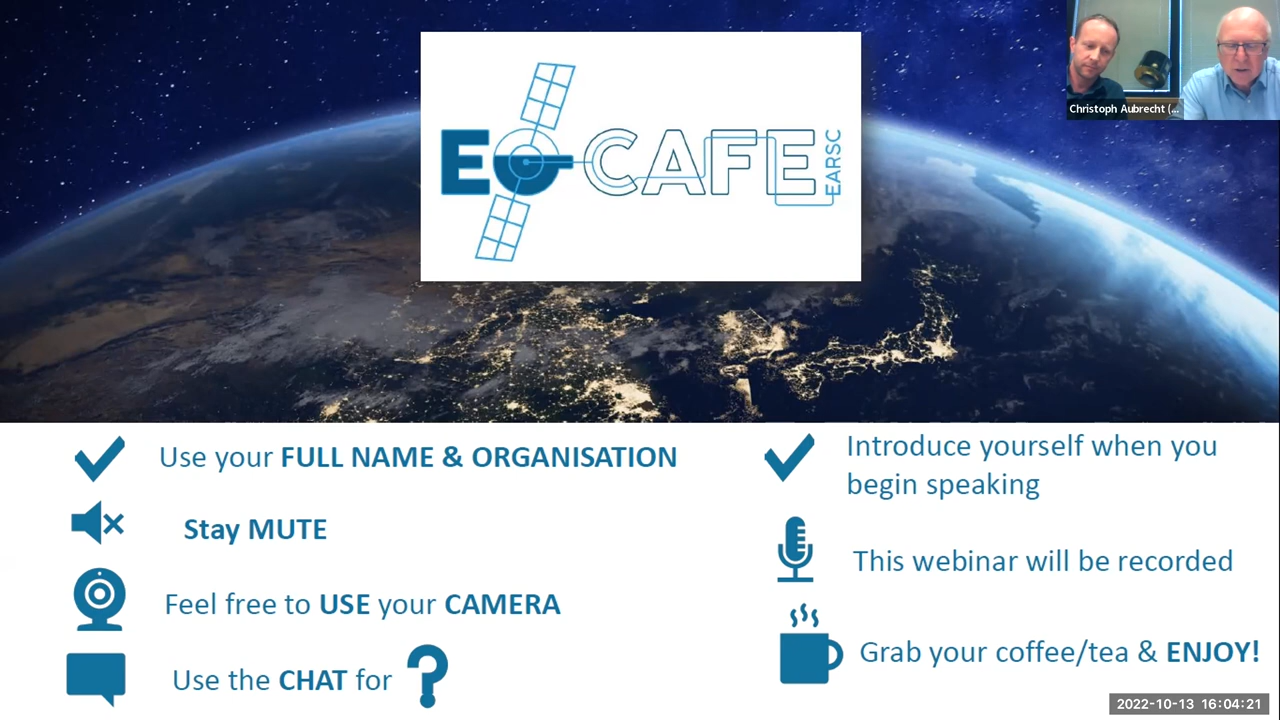 Christoph Aubrecht (...
EO CAFE
EARSC
Use your FULL NAME & ORGANISATION
Stay MUTE
Feel free to USE your CAMERA
Use the CHAT for ?
Introduce yourself when you
begin speaking
This webinar will be recorded
Grab your coffee/tea & ENJOY!
2022-10-13 16:04:21